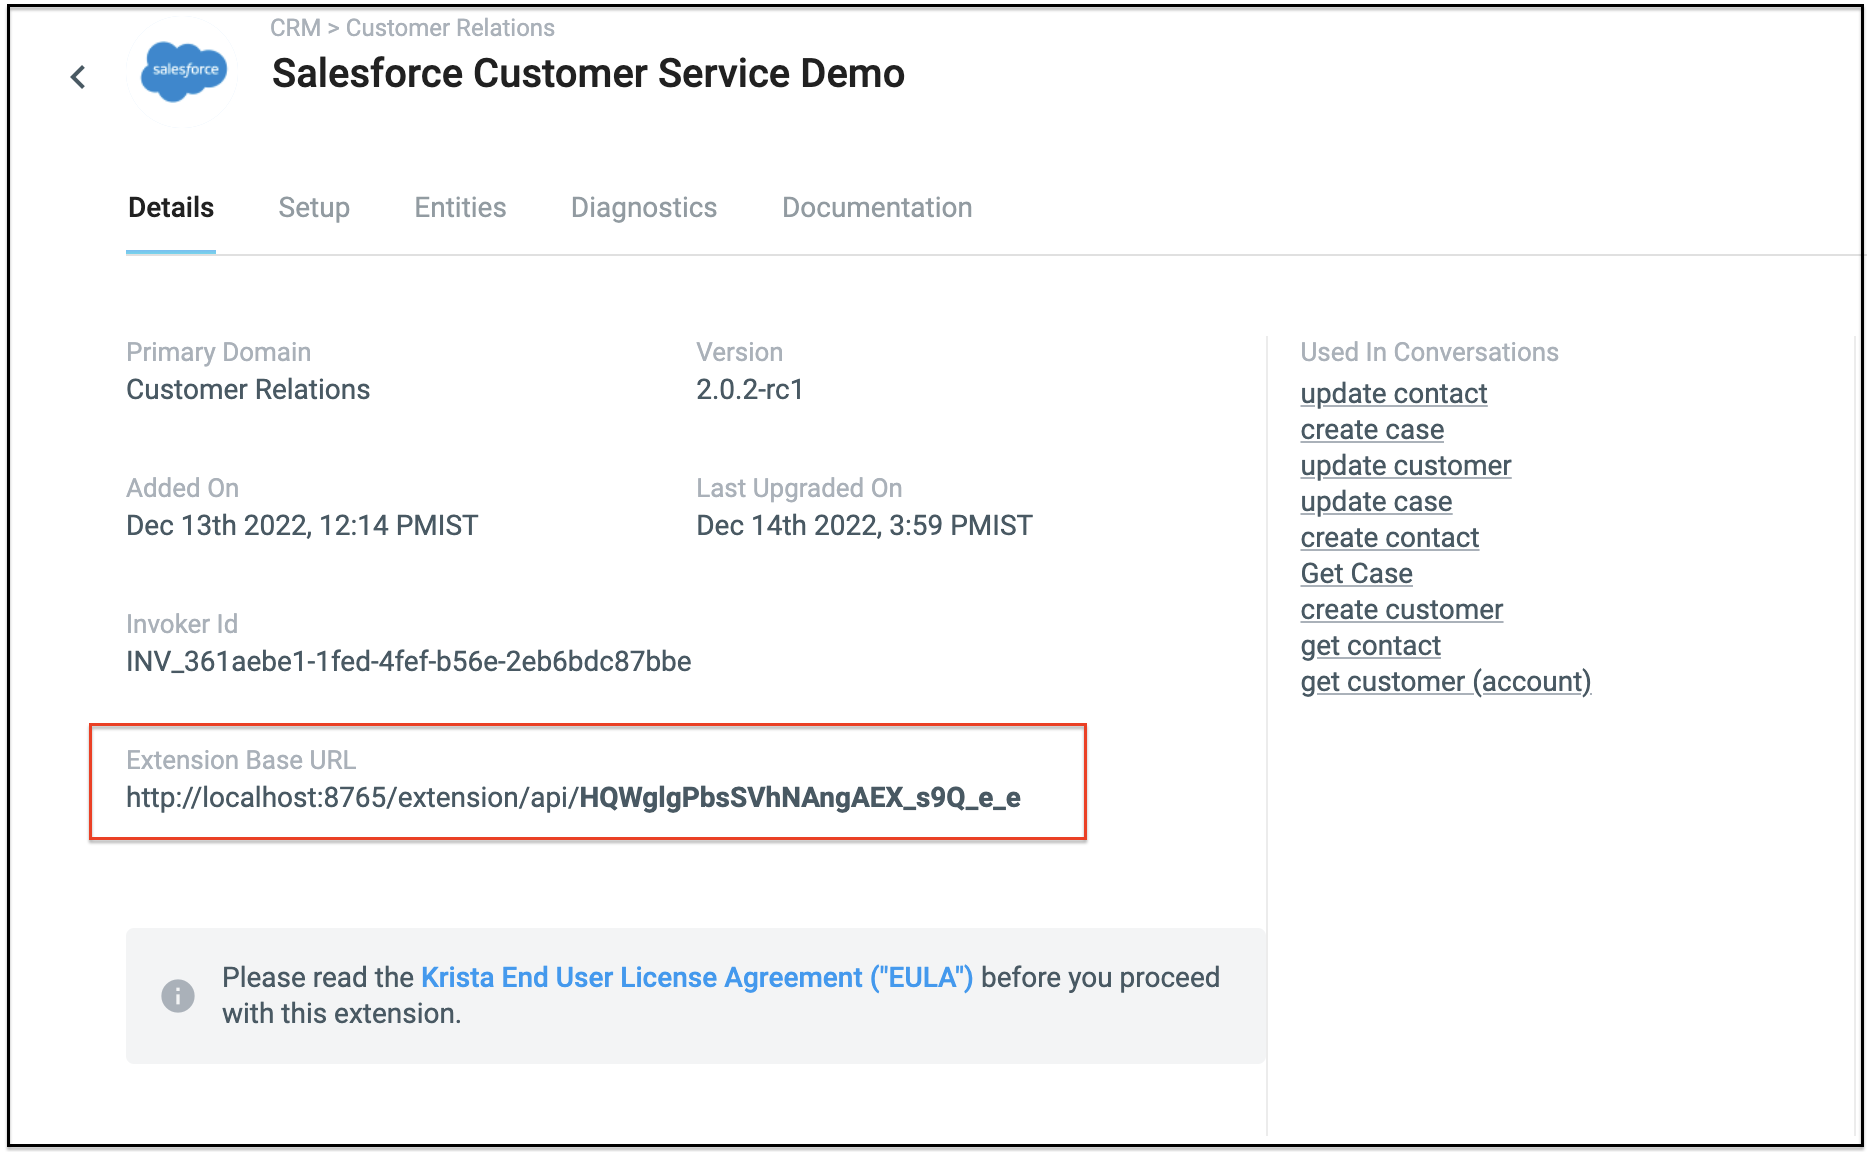 CRM > Customer Relations
salesforce
Salesforce Customer Service Demo
Details Setup Entities Diagnostics Documentation
Primary Domain
Customer Relations
Version
2.0.2-rc1
Added On
Dec 13th 2022, 12:14 PMIST
Last Upgraded On
Dec 14th 2022, 3:59 PMIST
Invoker Id
INV_361aebe1-1fed-4fef-b56e-2eb6bdc87bbe
Extension Base URL
http://localhost:8765/extension/api/HQWglgPbsSVhNAngAEX_s9Q_e_e
Please read the Krista End User License Agreement ("EULA") before you proceed
with this extension.
Used In Conversations
update contact
create case
update customer
update case
create contact
Get Case
create customer
get contact
get customer (account)